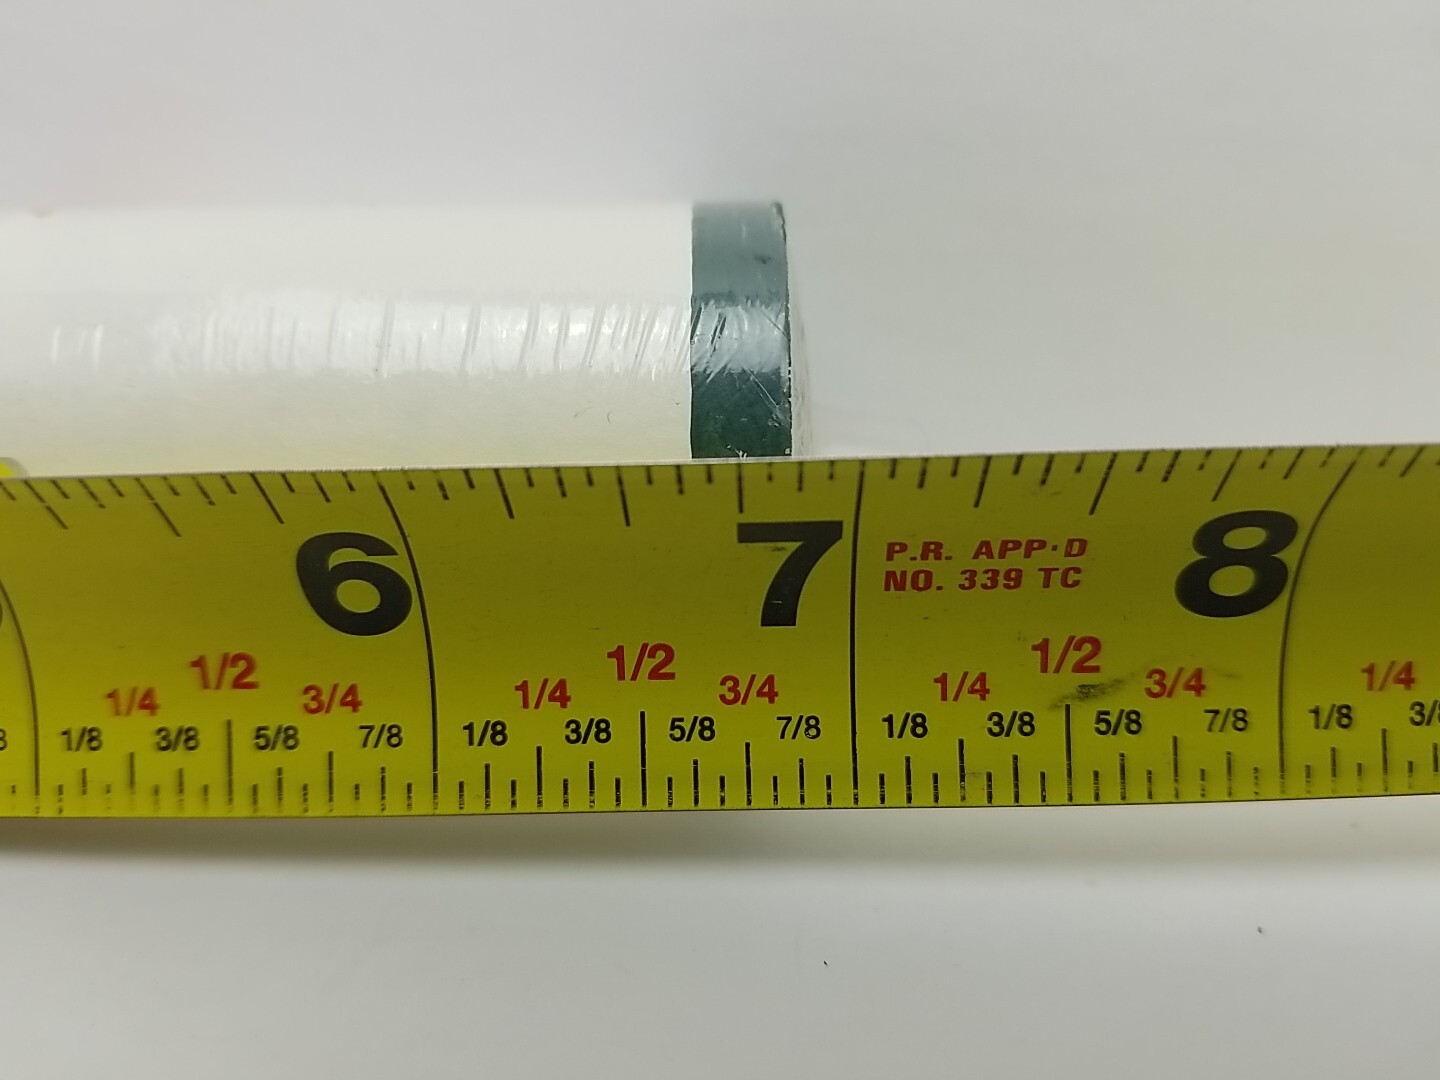 6 7 8
P.R. APP·D
NO. 339 TC
1/4 1/2 3/4 1/4 1/2 3/4 1/4 1/2 3/4 1/4
1/8 3/8 5/8 7/8 1/8 3/8 5/8 7/8 1/8 3/8 5/8 7/8 1/8